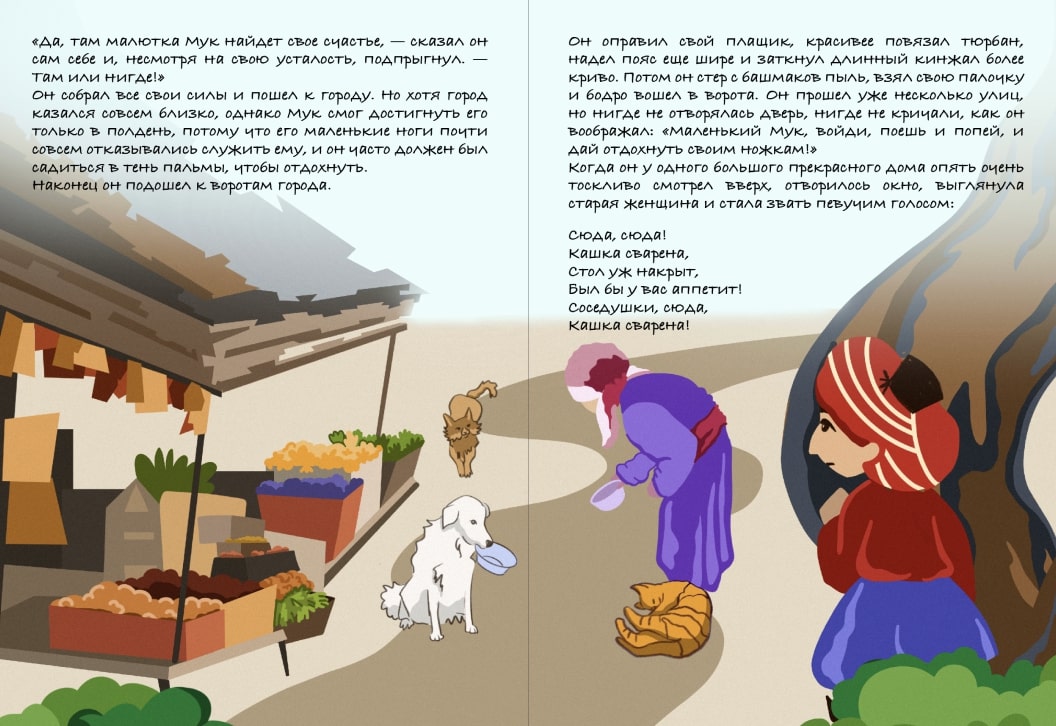 «Да, там малютка Мук найдет свое счастье, — сказал он
сам себе и, несмотря на свою усталость, подпрыгнул. —
Там или нигде!»
Он собрал все свои силы и пошел к городу. Но хотя город
казался совсем близко, однако Мук смог достигнуть его
только в полдень, потому что его маленькие ноги почти
совсем отказывались служить ему, и он часто должен был
садиться в тень пальмы, чтобы отдохнуть.
Наконец он подошел к воротам города.
Он оправил свой плащик, красивее повязал тюрбан,
надел пояс еще шире и заткнул длинный кинжал более
криво. Потом он стер с башмаков пыль, взял свою палочку
и бодро вошел в ворота. Он прошел уже несколько улиц,
но нигде не отворялась дверь, нигде не кричали, как он
воображал: «Маленький Мук, войди, поешь и попей, и
дай отдохнуть своим ножкам!»
Когда он у одного большого прекрасного дома опять очень
тоскливо смотрел вверх, отворилось окно, выглянула
старая женщина и стала звать певучим голосом:
Сюда, сюда!
Кашка сварена,
Стол уж накрыт,
Был бы у вас аппетит!
Соседушки, сюда,
Кашка сварена!